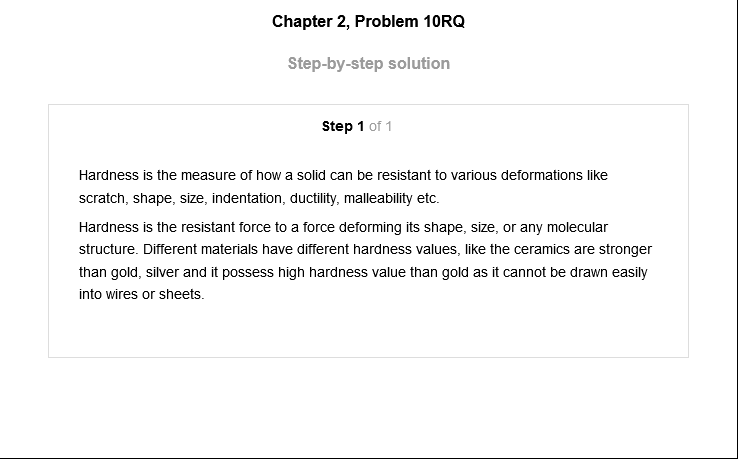 Chapter 2, Problem 10RQ
Step-by-step solution
Step 1 of 1
Hardness is the measure of how a solid can be resistant to various deformations like
scratch, shape, size, indentation, ductility, malleability etc.
Hardness is the resistant force to a force deforming its shape, size, or any molecular
structure. Different materials have different hardness values, like the ceramics are stronger
than gold, silver and it possess high hardness value than gold as it cannot be drawn easily
into wires or sheets.